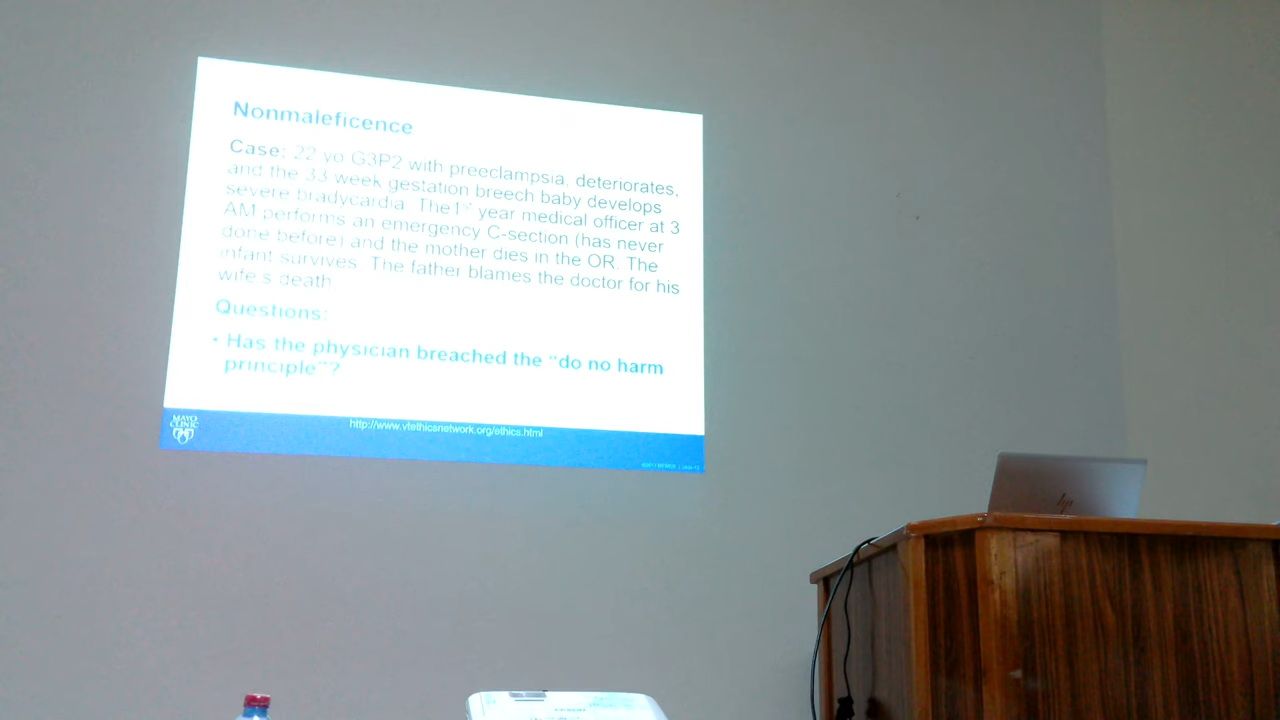 Nonmaleficence
Case: 22 yo G3P2 with preeclampsia, deteriorates,
and the 33 week gestation breech baby develops
severe bradycardia. The1st year medical officer at 3
AM performs an emergency C-section (has never
done before) and the mother dies in the OR. The
infant survives. The father blames the doctor for his
wife's death
Questions:
• Has the physician breached the "do no harm
principle"?
MAYO
CLINIC
http://www.vtethicsnetwork.org/ethics.html
hp
EPSON